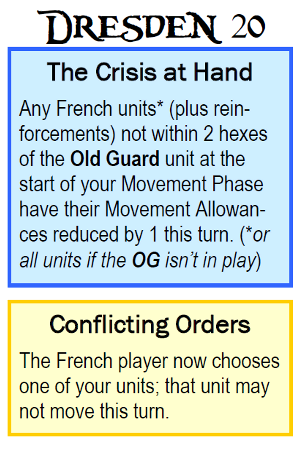 DRESDEN 20
The Crisis at Hand
Any French units* (plus rein-
forcements) not within 2 hexes
of the Old Guard unit at the
start of your Movement Phase
have their Movement Allowan-
ces reduced by 1 this turn. (*or
all units if the OG isn't in play)
Conflicting Orders
The French player now chooses
one of your units; that unit may
not move this turn.